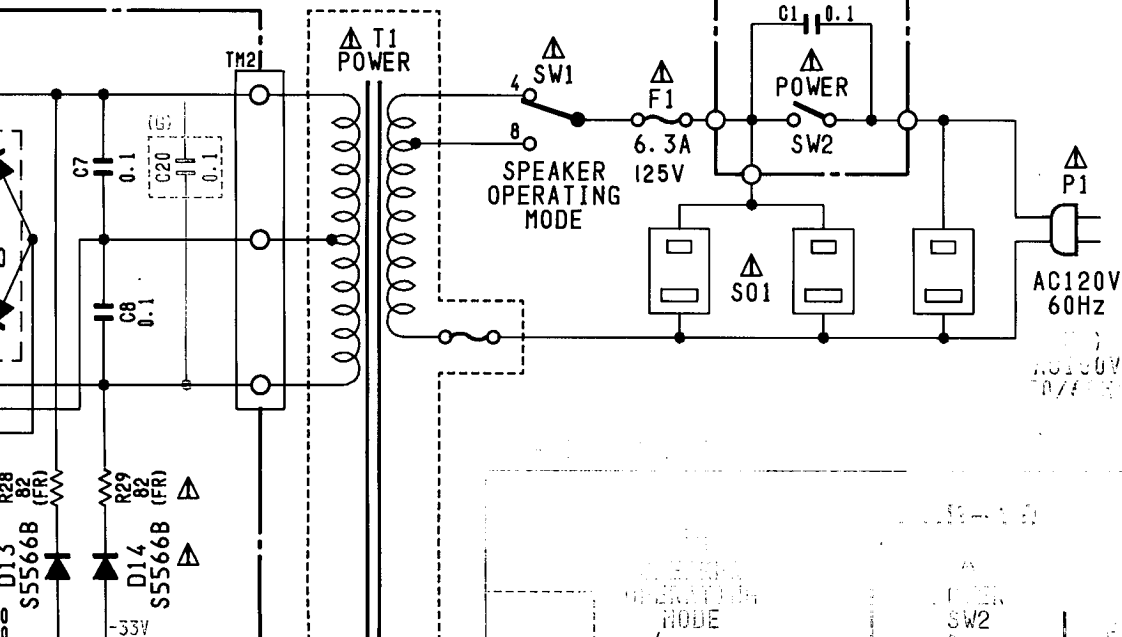 C1 0.1
TM2
T1
POWER
4
SW1
F1
POWER
8
6.3A
125V
SW2
SPEAKER
OPERATING
MODE
(G)
C7
0.1
C20
0.1
P1
SO1
AC120V
60Hz
C8
0.1
R28
82
(FR)
R29
82
(FR)
D13
S5566B
D14
S5566B
-33V
OPERATING
MODE
SW2